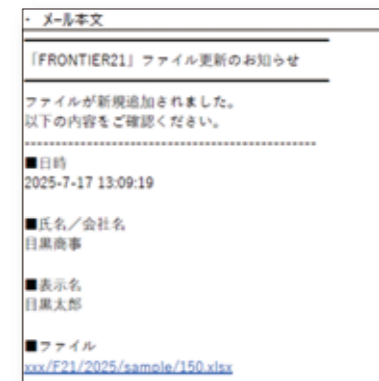 - メール本文
「FRONTIER21」ファイル更新のお知らせ
ファイルが新規追加されました。
以下の内容をご確認ください。
■日時
2025-7-17 13:09:19
■氏名／会社名
目黒商事
■表示名
目黒太郎
■ファイル
xxx/F21/2025/sample/150.xlsx